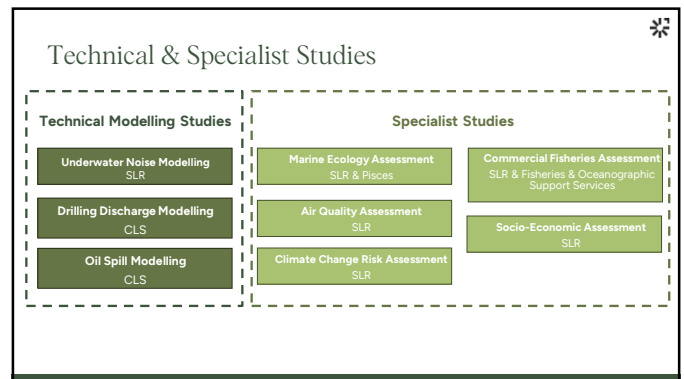 Technical & Specialist Studies
Technical Modelling Studies
Underwater Noise Modelling
SLR
Drilling Discharge Modelling
CLS
Oil Spill Modelling
CLS
Specialist Studies
Marine Ecology Assessment
SLR & Pisces
Air Quality Assessment
SLR
Climate Change Risk Assessment
SLR
Commercial Fisheries Assessment
SLR & Fisheries & Oceanographic
Support Services
Socio-Economic Assessment
SLR